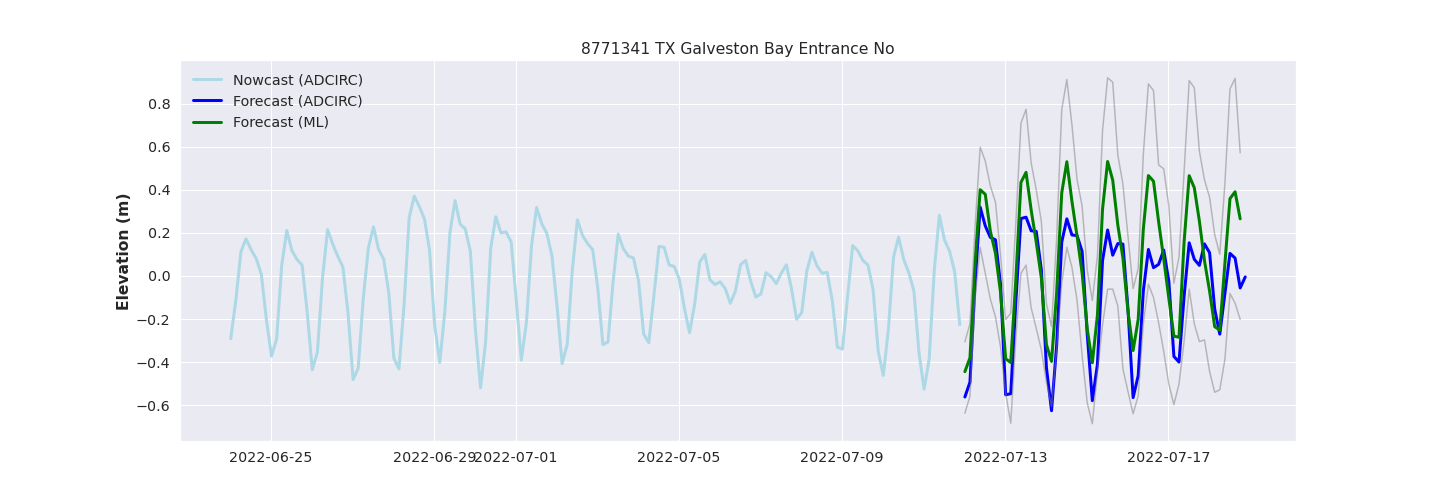 8771341 TX Galveston Bay Entrance No
Nowcast (ADCIRC)
Forecast (ADCIRC)
Forecast (ML)
Elevation (m)
0.8
0.6
0.4
0.2
0.0
−0.2
−0.4
−0.6
2022-06-25 2022-06-29 2022-07-01 2022-07-05 2022-07-09 2022-07-13 2022-07-17